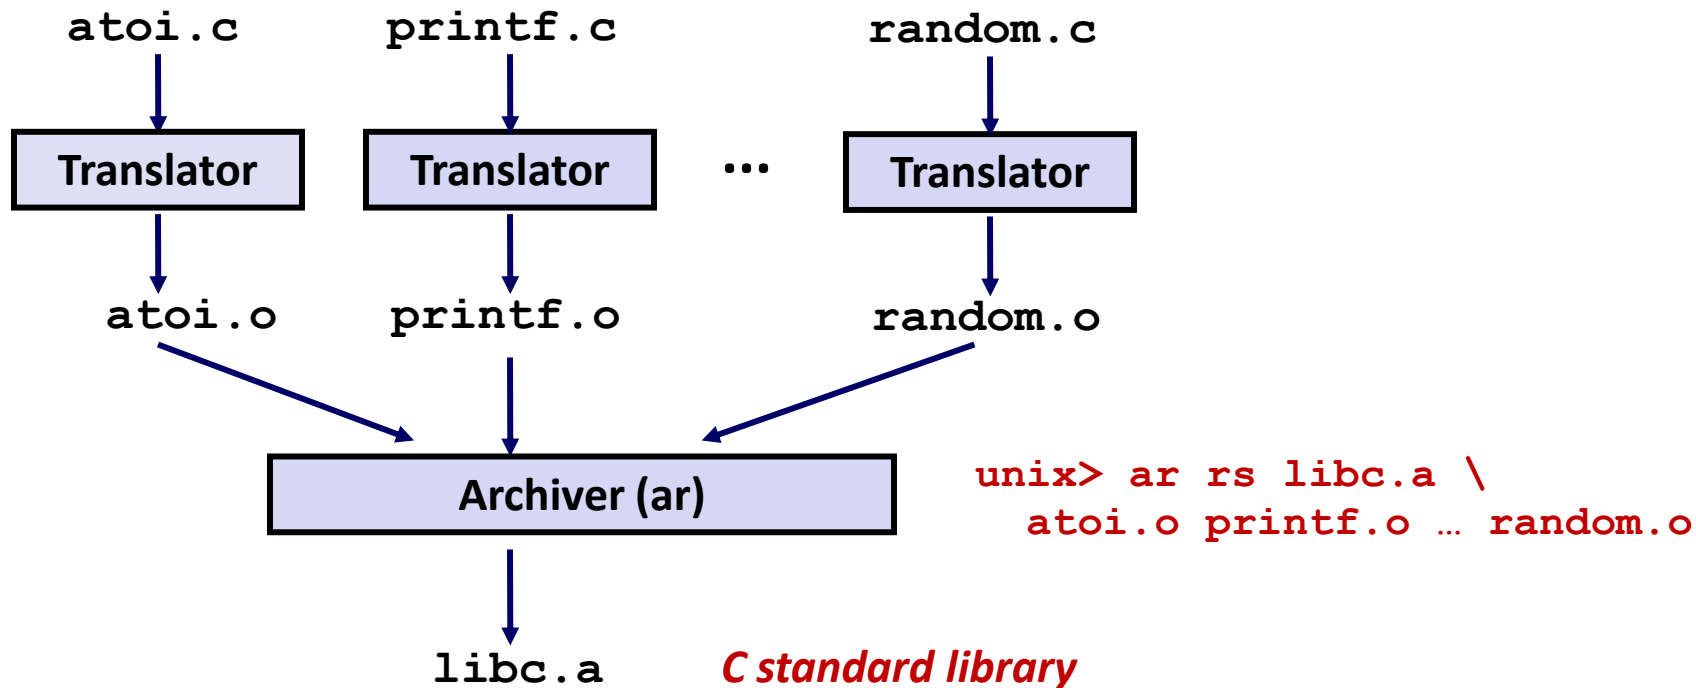 atoi.c printf.c random.c
Translator Translator ... Translator
atoi.o printf.o random.o
Archiver (ar)
unix> ar rs libc.a \
atoi.o printf.o … random.o
libc.a C standard library